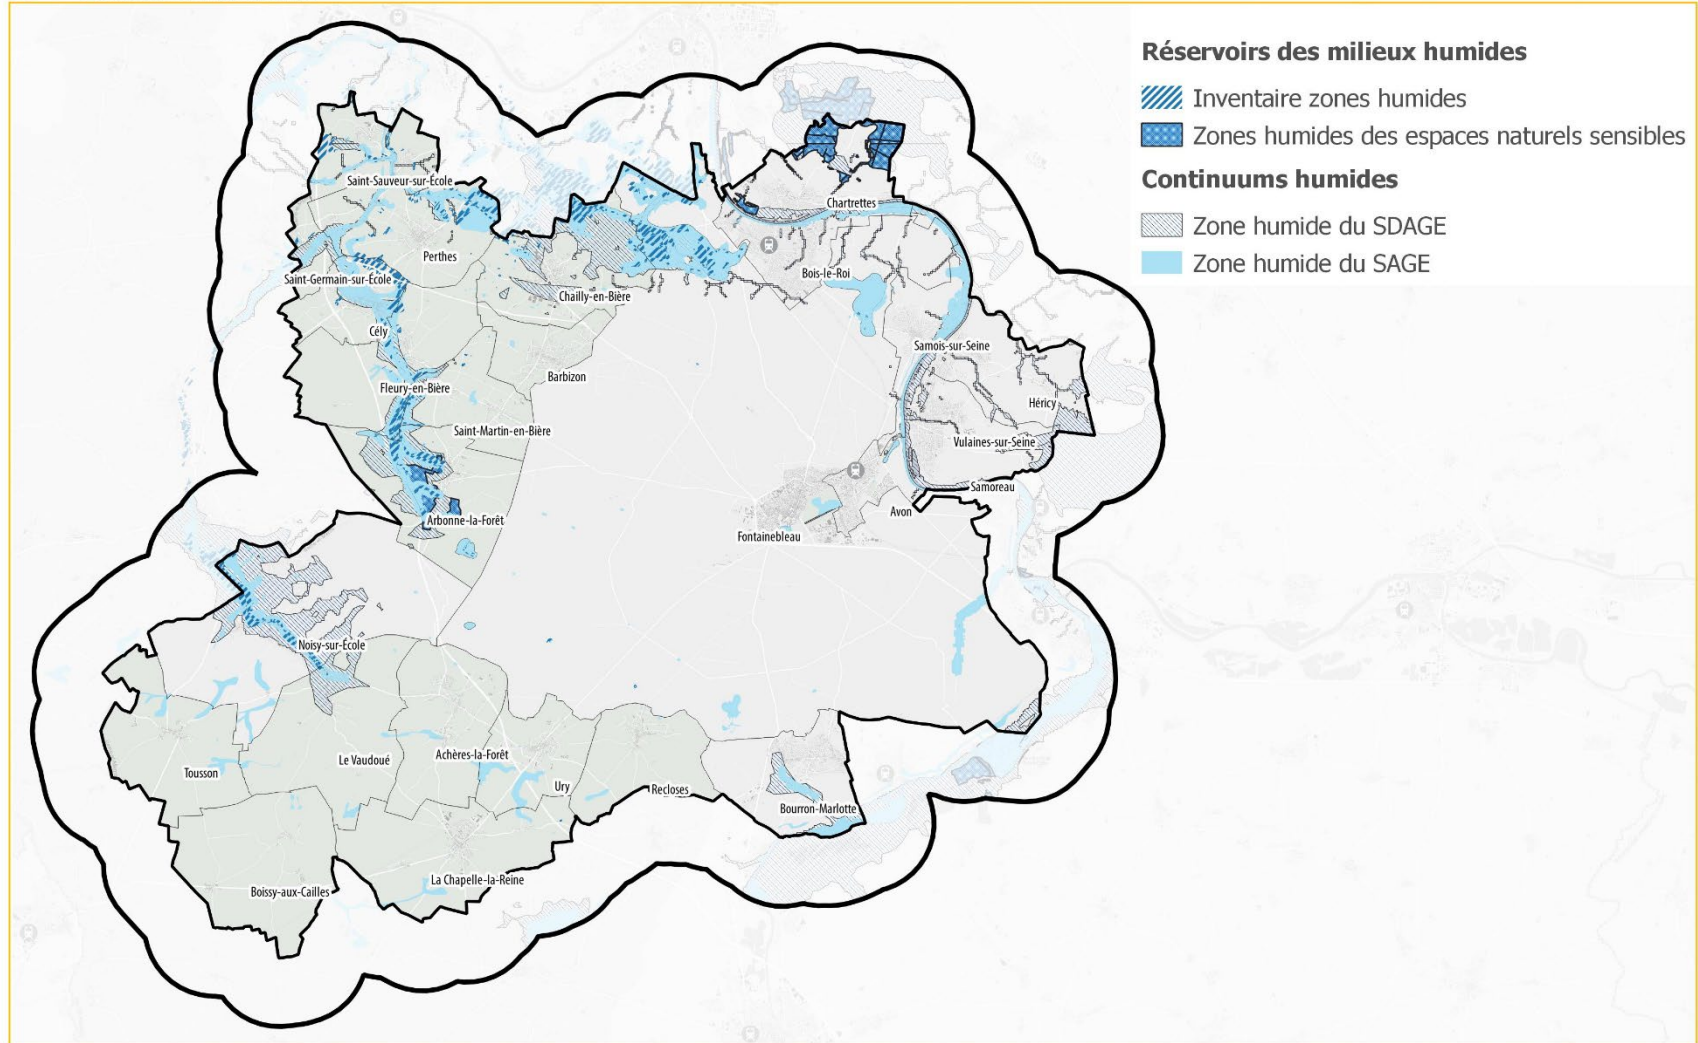 Réservoirs des milieux humides
Inventaire zones humides
Zones humides des espaces naturels sensibles
Continuums humides
Zone humide du SDAGE
Zone humide du SAGE
Saint-Sauveur-sur-École
Chartrettes
Perthes
Bois-le-Roi
Saint-Germain-sur-École
Chailly-en-Bière
Cély
Samois-sur-Seine
Barbizon
Fleury-en-Bière
Héricy
Saint-Martin-en-Bière
Vulaines-sur-Seine
Samoreau
Avon
Arbonne-la-Forêt
Fontainebleau
Noisy-sur-École
Achères-la-Forêt
Le Vaudoué
Tousson
Ury
Recloses
Bourron-Marlotte
La Chapelle-la-Reine
Boissy-aux-Cailles